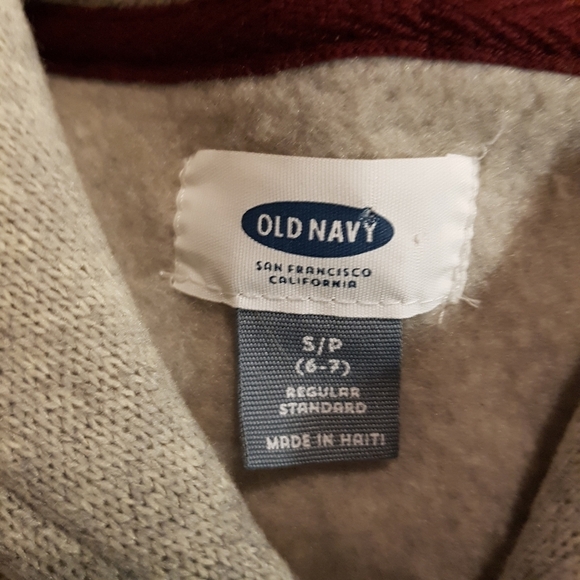 OLD NAVY
SAN FRANCISCO
CALIFORNIA
S/P
(6-7)
REGULAR
STANDARD
MADE IN HAITI